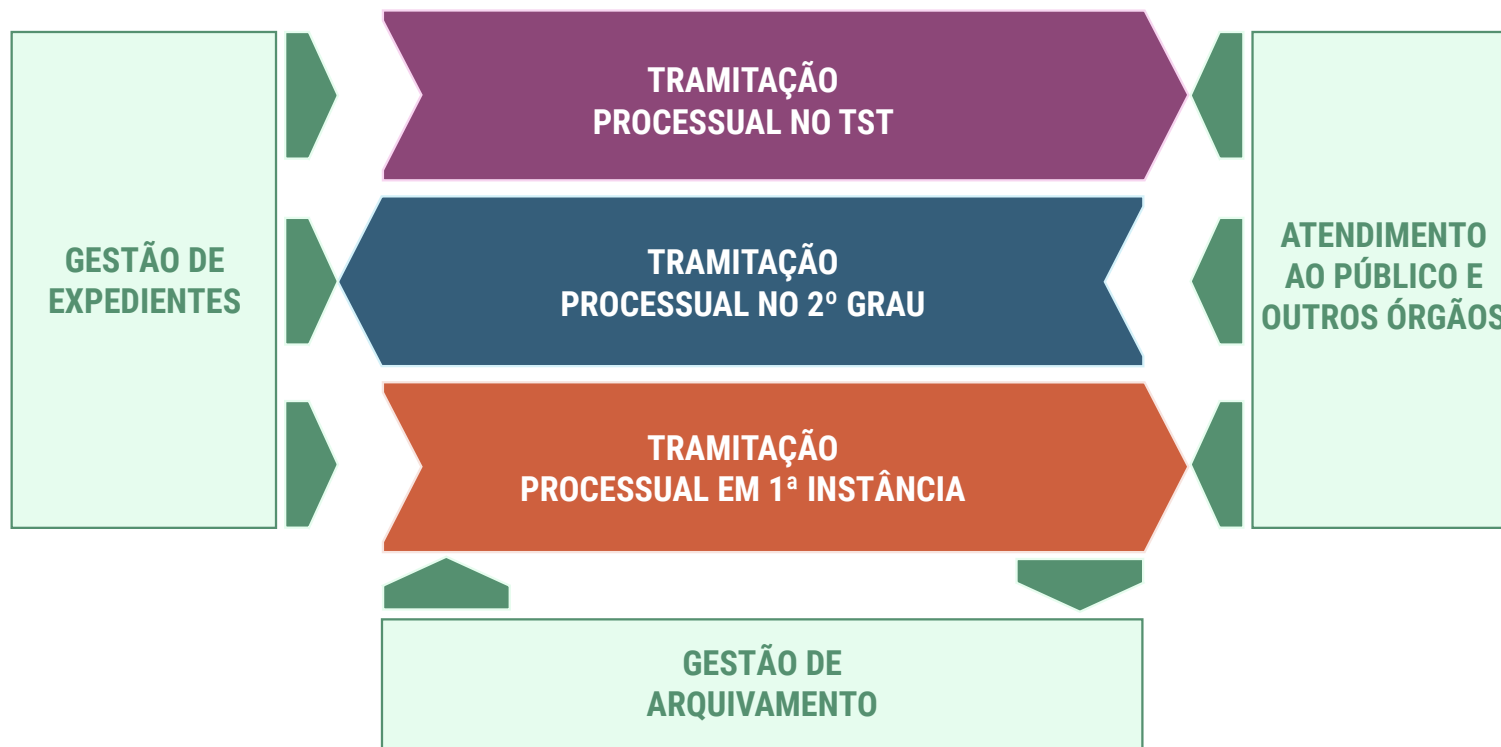 TRAMITAÇÃO
PROCESSUAL NO TST
GESTÃO DE
EXPEDIENTES
TRAMITAÇÃO
PROCESSUAL NO 2º GRAU
ATENDIMENTO
AO PÚBLICO E
OUTROS ÓRGÃOS
TRAMITAÇÃO
PROCESSUAL EM 1ª INSTÂNCIA
GESTÃO DE
ARQUIVAMENTO